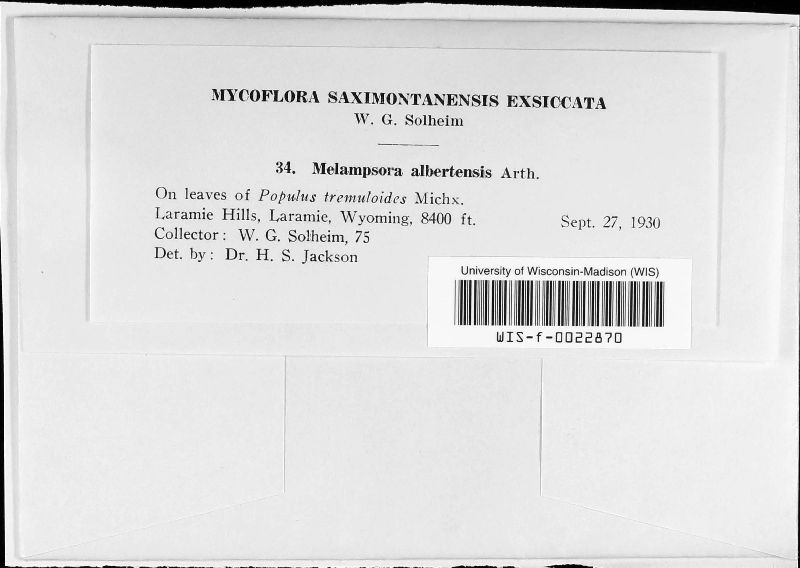 MYCOFLORA SAXIMONTANENSIS EXSICCATA
W. G. Solheim
34. Melampsora albertensis Arth.
On leaves of Populus tremuloides Michx.
Laramie Hills, Laramie, Wyoming, 8400 ft. Sept. 27, 1930
Collector: W. G. Solheim, 75
Det. by: Dr. H. S. Jackson
University of Wisconsin-Madison (WIS)
WIS-f-0022870